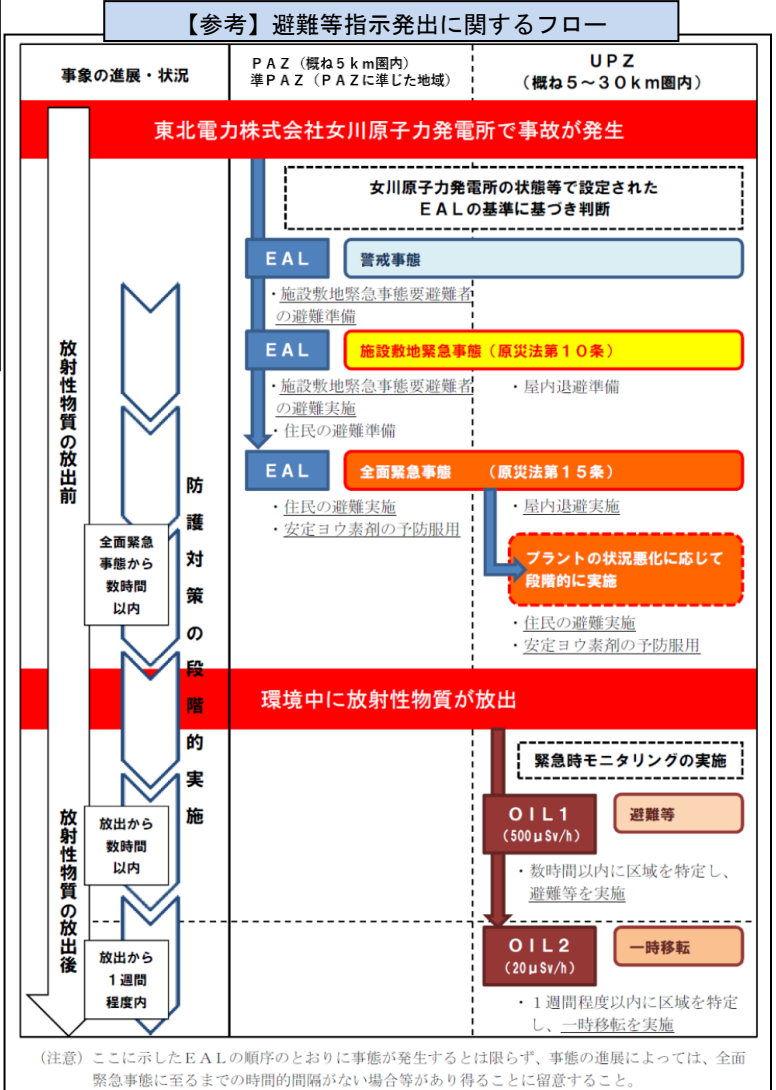 【参考】避難等指示発出に関するフロー
事象の進展・状況
ＰＡＺ（概ね５ｋｍ圏内）
準ＰＡＺ（ＰＡＺに準じた地域）
ＵＰＺ
（概ね５～３０ｋｍ圏内）
東北電力株式会社女川原子力発電所で事故が発生
女川原子力発電所の状態等で設定された
ＥＡＬの基準に基づき判断
ＥＡＬ
警戒事態
・施設敷地緊急事態要避難者
の避難準備
ＥＡＬ
施設敷地緊急事態（原災法第１０条）
・施設敷地緊急事態要避難者
の避難実施
・住民の避難準備
・屋内退避準備
ＥＡＬ
全面緊急事態　（原災法第１５条）
・住民の避難実施
・安定ヨウ素剤の予防服用
・屋内退避実施
プラントの状況悪化に応じて
段階的に実施
・住民の避難実施
・安定ヨウ素剤の予防服用
放射性物質の放出前
防護対策の段階的実施
全面緊急
事態から
数時間
以内
環境中に放射性物質が放出
緊急時モニタリングの実施
放射性物質の放出後
放出から
数時間
以内
ＯＩＬ１
（500μSv/h）
避難等
・数時間以内に区域を特定し、
避難等を実施
放出から
１週間
程度内
ＯＩＬ２
（20μSv/h）
一時移転
・１週間程度以内に区域を特定
し、一時移転を実施
（注意）ここに示したＥＡＬの順序のとおりに事態が発生するとは限らず、事態の進展によっては、全面
緊急事態に至るまでの時間的間隔がない場合等があり得ることに留意すること。